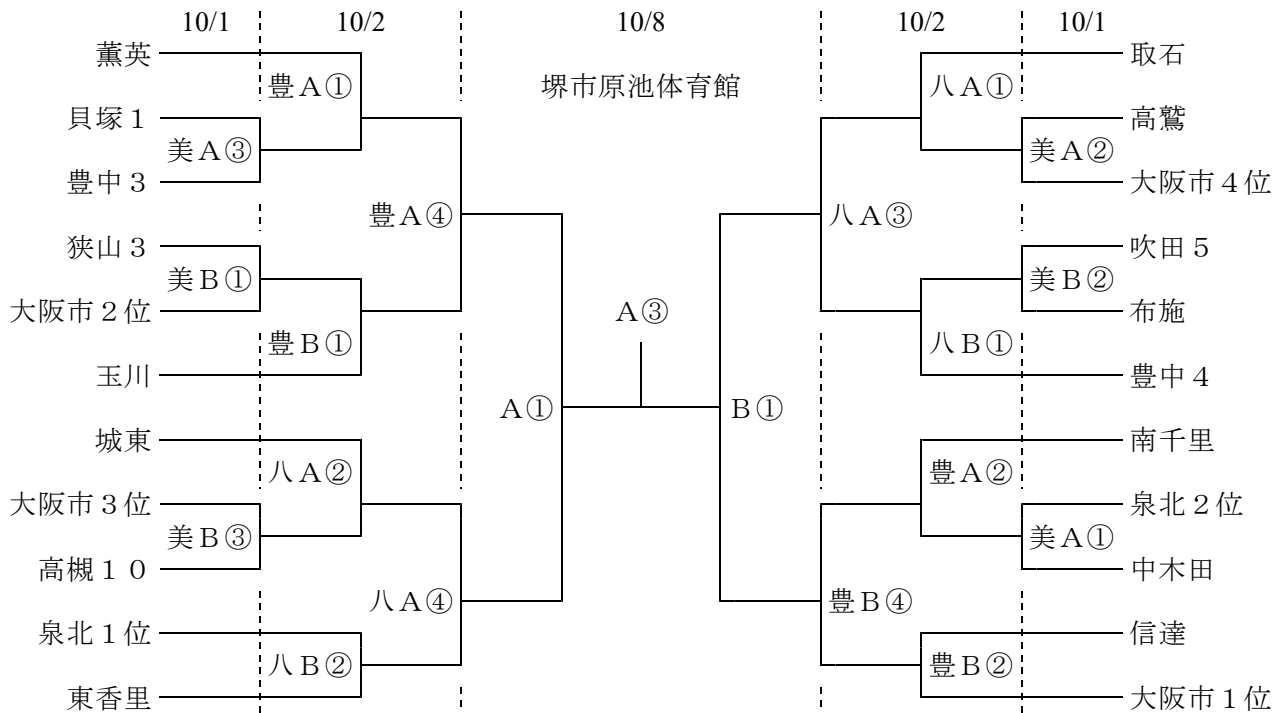 10/1 10/2 10/8 10/2 10/1
薫英 取石
豊A① 堺市原池体育館 八A①
貝塚1 高鷲
美A③ 美A②
豊中3 大阪市4位
豊A④ 八A③
狭山3 吹田5
美B① 美B②
大阪市2位 A③ 布施
豊B① 八B①
玉川 豊中4
A① B①
城東 南千里
八A② 豊A②
大阪市3位 泉北2位
美B③ 美A①
高槻10 中木田
八A④ 豊B④
泉北1位 信達
八B② 豊B②
東香里 大阪市1位